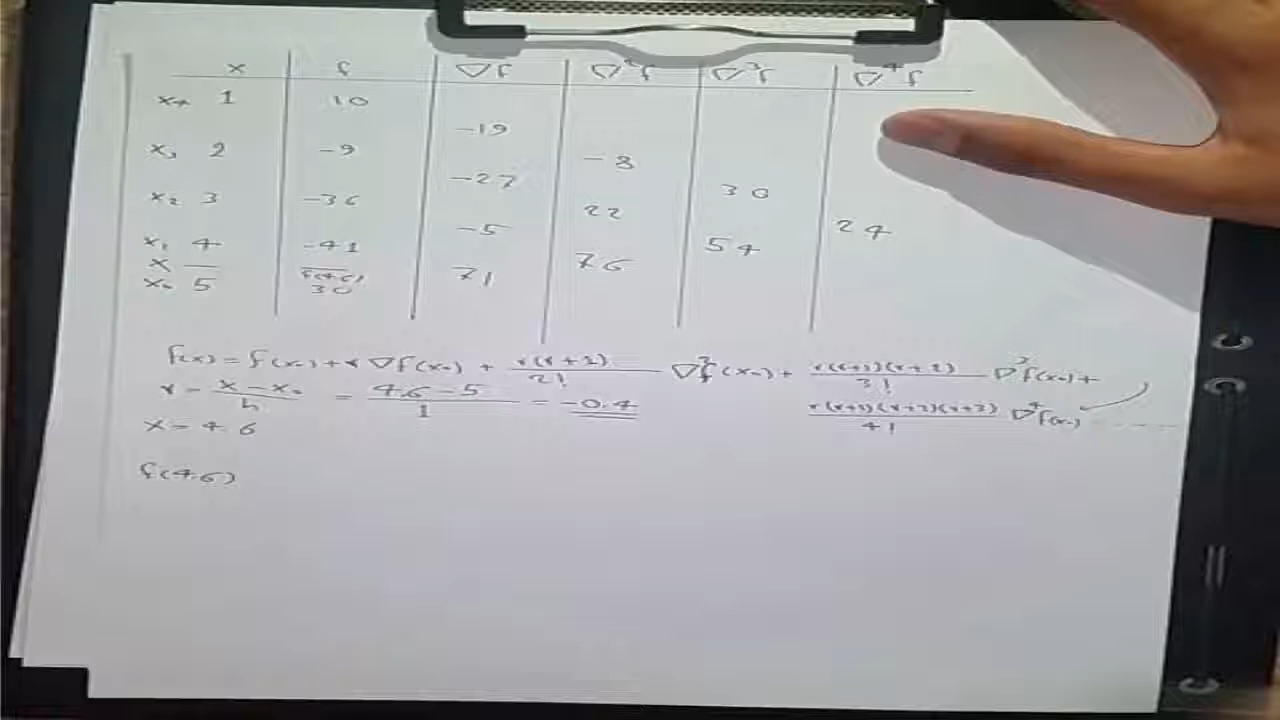 x f ∇f ∇²f ∇³f ∇⁴f
x₄ 1 10
-19
x₃ 2 -9 -8
-27 30
x₂ 3 -36 22 24
-5 54
x₁ 4 -41 76
x — f(4.6) 71
x₀ 5 30
f(x) = f(x₀) + r ∇f(x₀) + r(r+1)/2! ∇²f(x₀) + r(r+1)(r+2)/3! ∇³f(x₀) +
r(r+1)(r+2)(r+3)/4! ∇⁴f(x₀) ......
r = x-x₀/h = 4.6-5/1 = -0.4
x = 4.6
f(4.6)